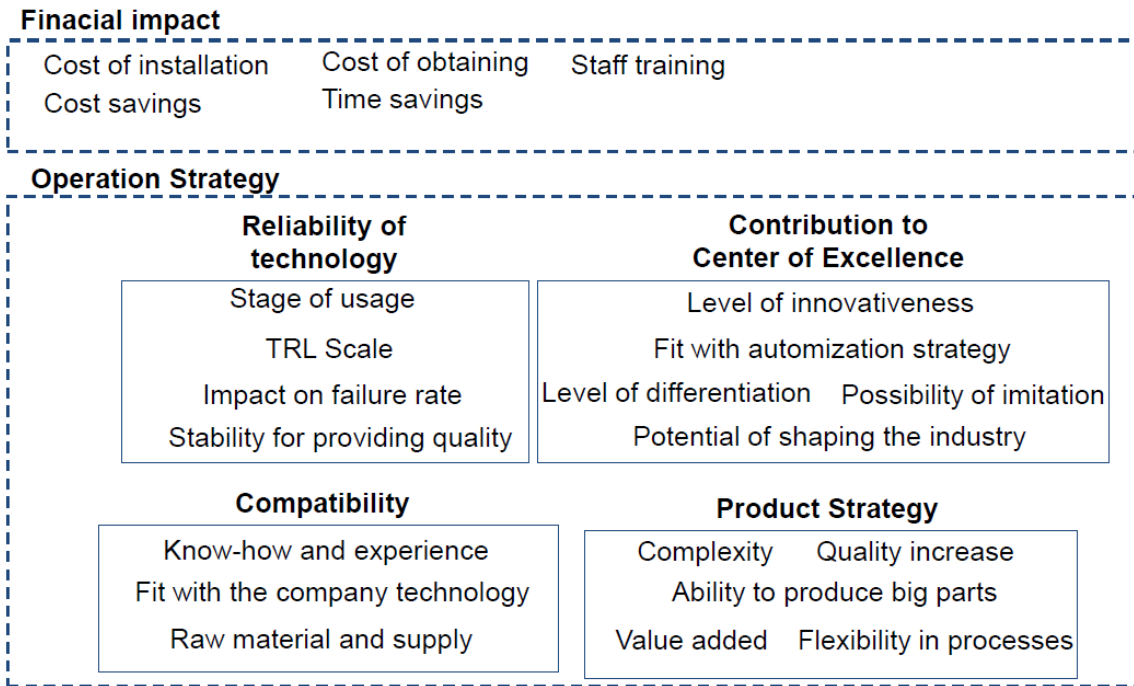 Finacial impact
Cost of installation Cost of obtaining Staff training
Cost savings Time savings
Operation Strategy
Reliability of
technology
Stage of usage
TRL Scale
Impact on failure rate
Stability for providing quality
Contribution to
Center of Excellence
Level of innovativeness
Fit with automization strategy
Level of differentiation Possibility of imitation
Potential of shaping the industry
Compatibility
Know-how and experience
Fit with the company technology
Raw material and supply
Product Strategy
Complexity Quality increase
Ability to produce big parts
Value added Flexibility in processes